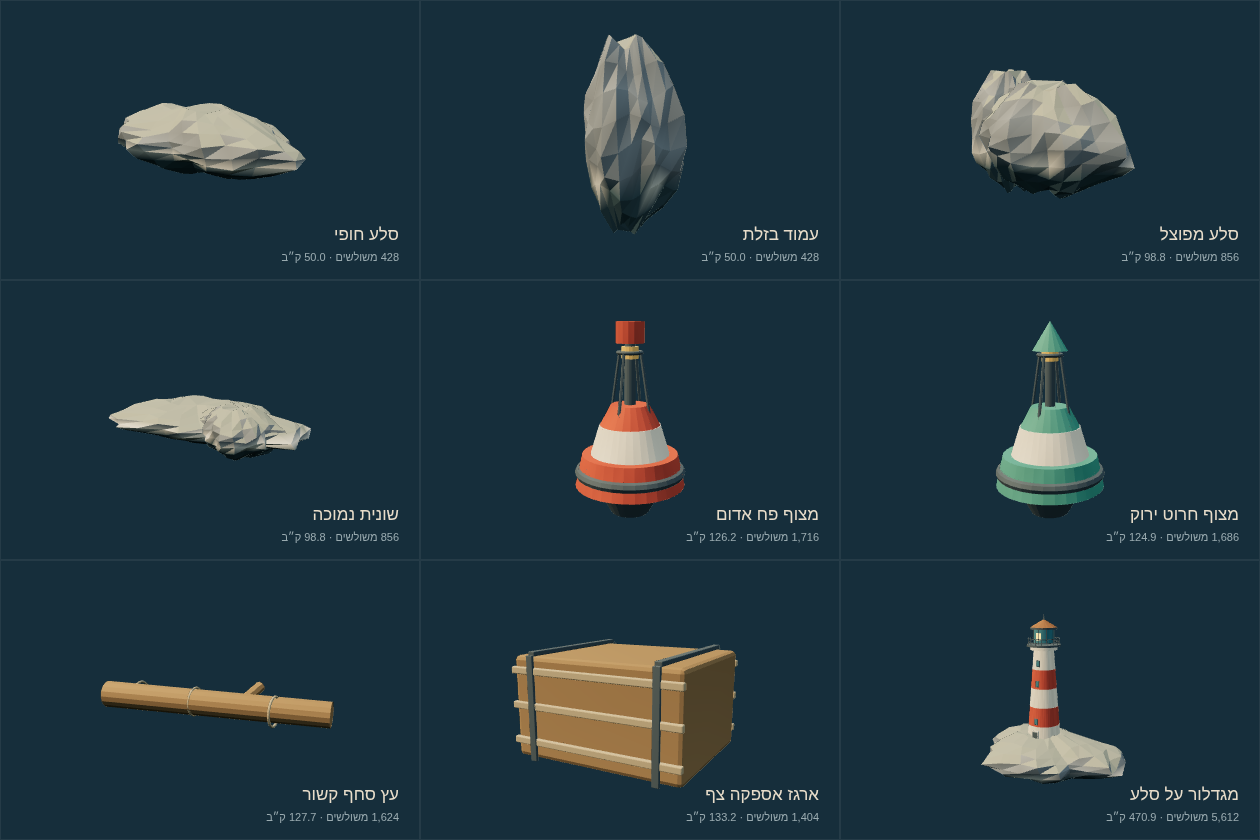 סלע חופי
428 משולשים · 50.0 ק״ב
עמוד בזלת
428 משולשים · 50.0 ק״ב
סלע מפוצל
856 משולשים · 98.8 ק״ב
שונית נמוכה
856 משולשים · 98.8 ק״ב
מצוף פח אדום
1,716 משולשים · 126.2 ק״ב
מצוף חרוט ירוק
1,686 משולשים · 124.9 ק״ב
עץ סחף קשור
1,624 משולשים · 127.7 ק״ב
ארגז אספקה צף
1,404 משולשים · 133.2 ק״ב
מגדלור על סלע
5,612 משולשים · 470.9 ק״ב